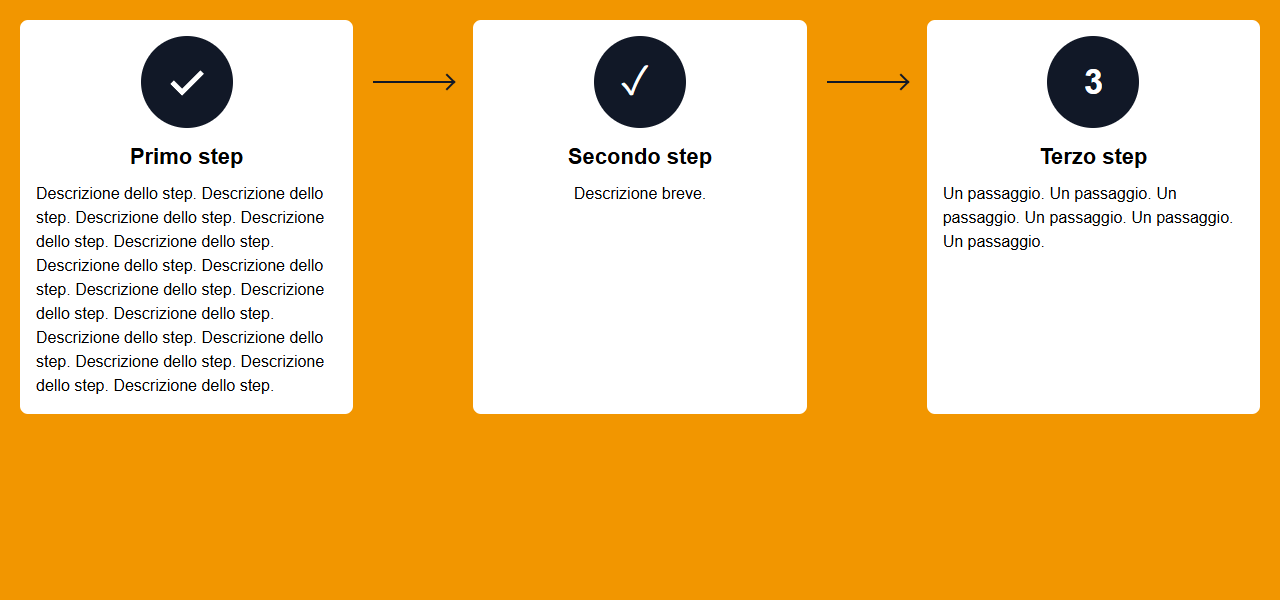 Primo step
Descrizione dello step. Descrizione dello
step. Descrizione dello step. Descrizione
dello step. Descrizione dello step.
Descrizione dello step. Descrizione dello
step. Descrizione dello step. Descrizione
dello step. Descrizione dello step.
Descrizione dello step. Descrizione dello
step. Descrizione dello step. Descrizione
dello step. Descrizione dello step.
✓
Secondo step
Descrizione breve.
3
Terzo step
Un passaggio. Un passaggio. Un
passaggio. Un passaggio. Un passaggio.
Un passaggio.